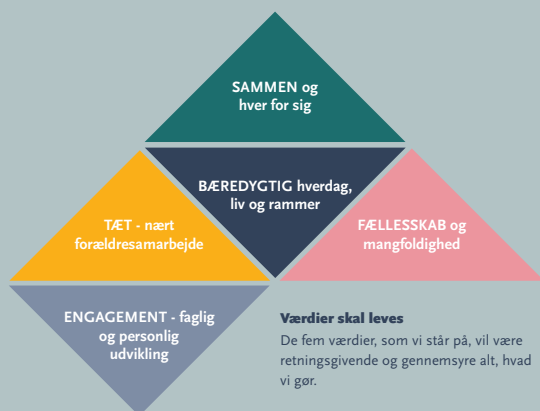 SAMMEN og
hver for sig
BÆREDYGTIG hverdag,
liv og rammer
TÆT - nært
forældresamarbejde
FÆLLESSKAB og
mangfoldighed
ENGAGEMENT - faglig
og personlig
udvikling
Værdier skal leves
De fem værdier, som vi står på, vil være
retningsgivende og gennemsyre alt, hvad
vi gør.